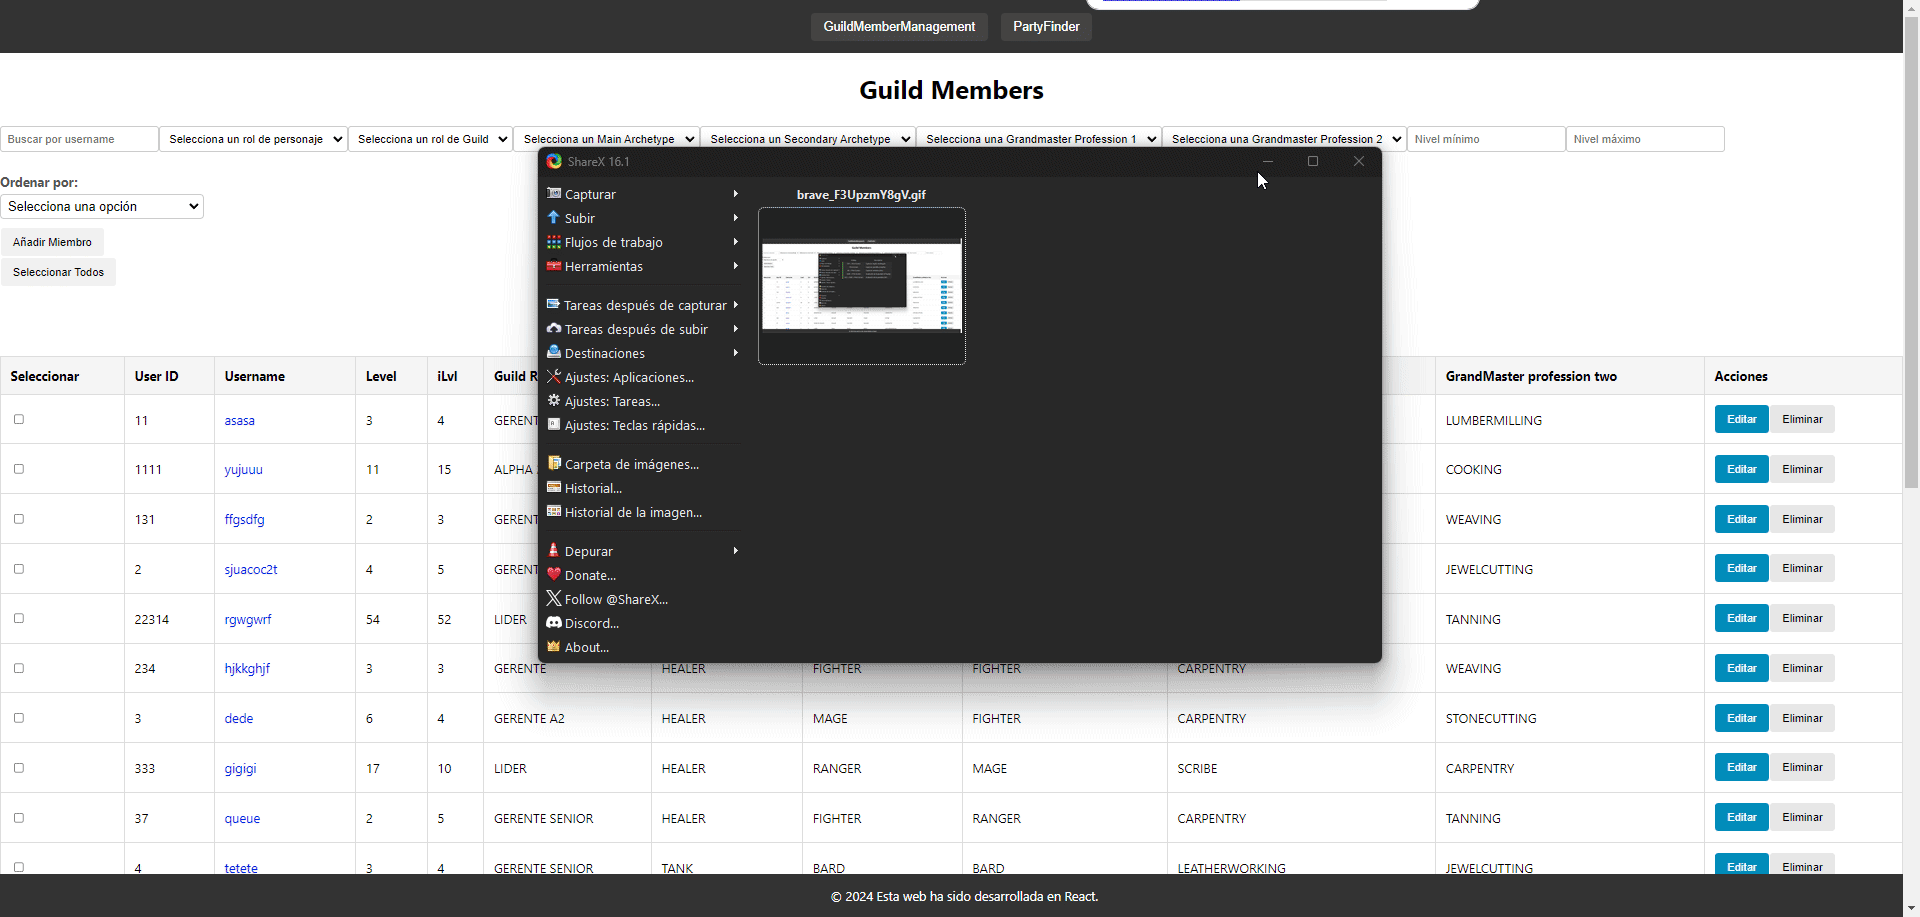 GuildMemberManagement PartyFinder
Guild Members
Buscar por username Selecciona un rol de personaje Selecciona un rol de Guild Selecciona un Main Archetype Selecciona un Secondary Archetype Selecciona una Grandmaster Profession 1 Selecciona una Grandmaster Profession 2 Nivel mínimo Nivel máximo
Ordenar por:
Selecciona una opción
Añadir Miembro
Seleccionar Todos
ShareX 16.1
Capturar
Subir
Flujos de trabajo
Herramientas
Tareas después de capturar
Tareas después de subir
Destinaciones
Ajustes: Aplicaciones...
Ajustes: Tareas...
Ajustes: Teclas rápidas...
Carpeta de imágenes...
Historial...
Historial de la imagen...
Depurar
Donate...
Follow @ShareX...
Discord...
About...
brave_F3UpzmY8gV.gif
Seleccionar User ID Username Level iLvl Guild R GrandMaster profession two Acciones
11 asasa 3 4 GERENT LUMBERMILLING Editar Eliminar
1111 yujuuu 11 15 ALPHA COOKING Editar Eliminar
131 ffgsdfg 2 3 GERENT WEAVING Editar Eliminar
2 sjuacoc2t 4 5 GERENT JEWELCUTTING Editar Eliminar
22314 rgwgwrf 54 52 LIDER TANNING Editar Eliminar
234 hjkkghjf 3 3 GERENTE HEALER FIGHTER FIGHTER CARPENTRY WEAVING Editar Eliminar
3 dede 6 4 GERENTE A2 HEALER MAGE FIGHTER CARPENTRY STONECUTTING Editar Eliminar
333 gigigi 17 10 LIDER HEALER RANGER MAGE SCRIBE CARPENTRY Editar Eliminar
37 queue 2 5 GERENTE SENIOR HEALER FIGHTER RANGER CARPENTRY TANNING Editar Eliminar
4 tetete 3 4 GERENTE SENIOR TANK BARD BARD LEATHERWORKING JEWELCUTTING Editar Eliminar
© 2024 Esta web ha sido desarrollada en React.